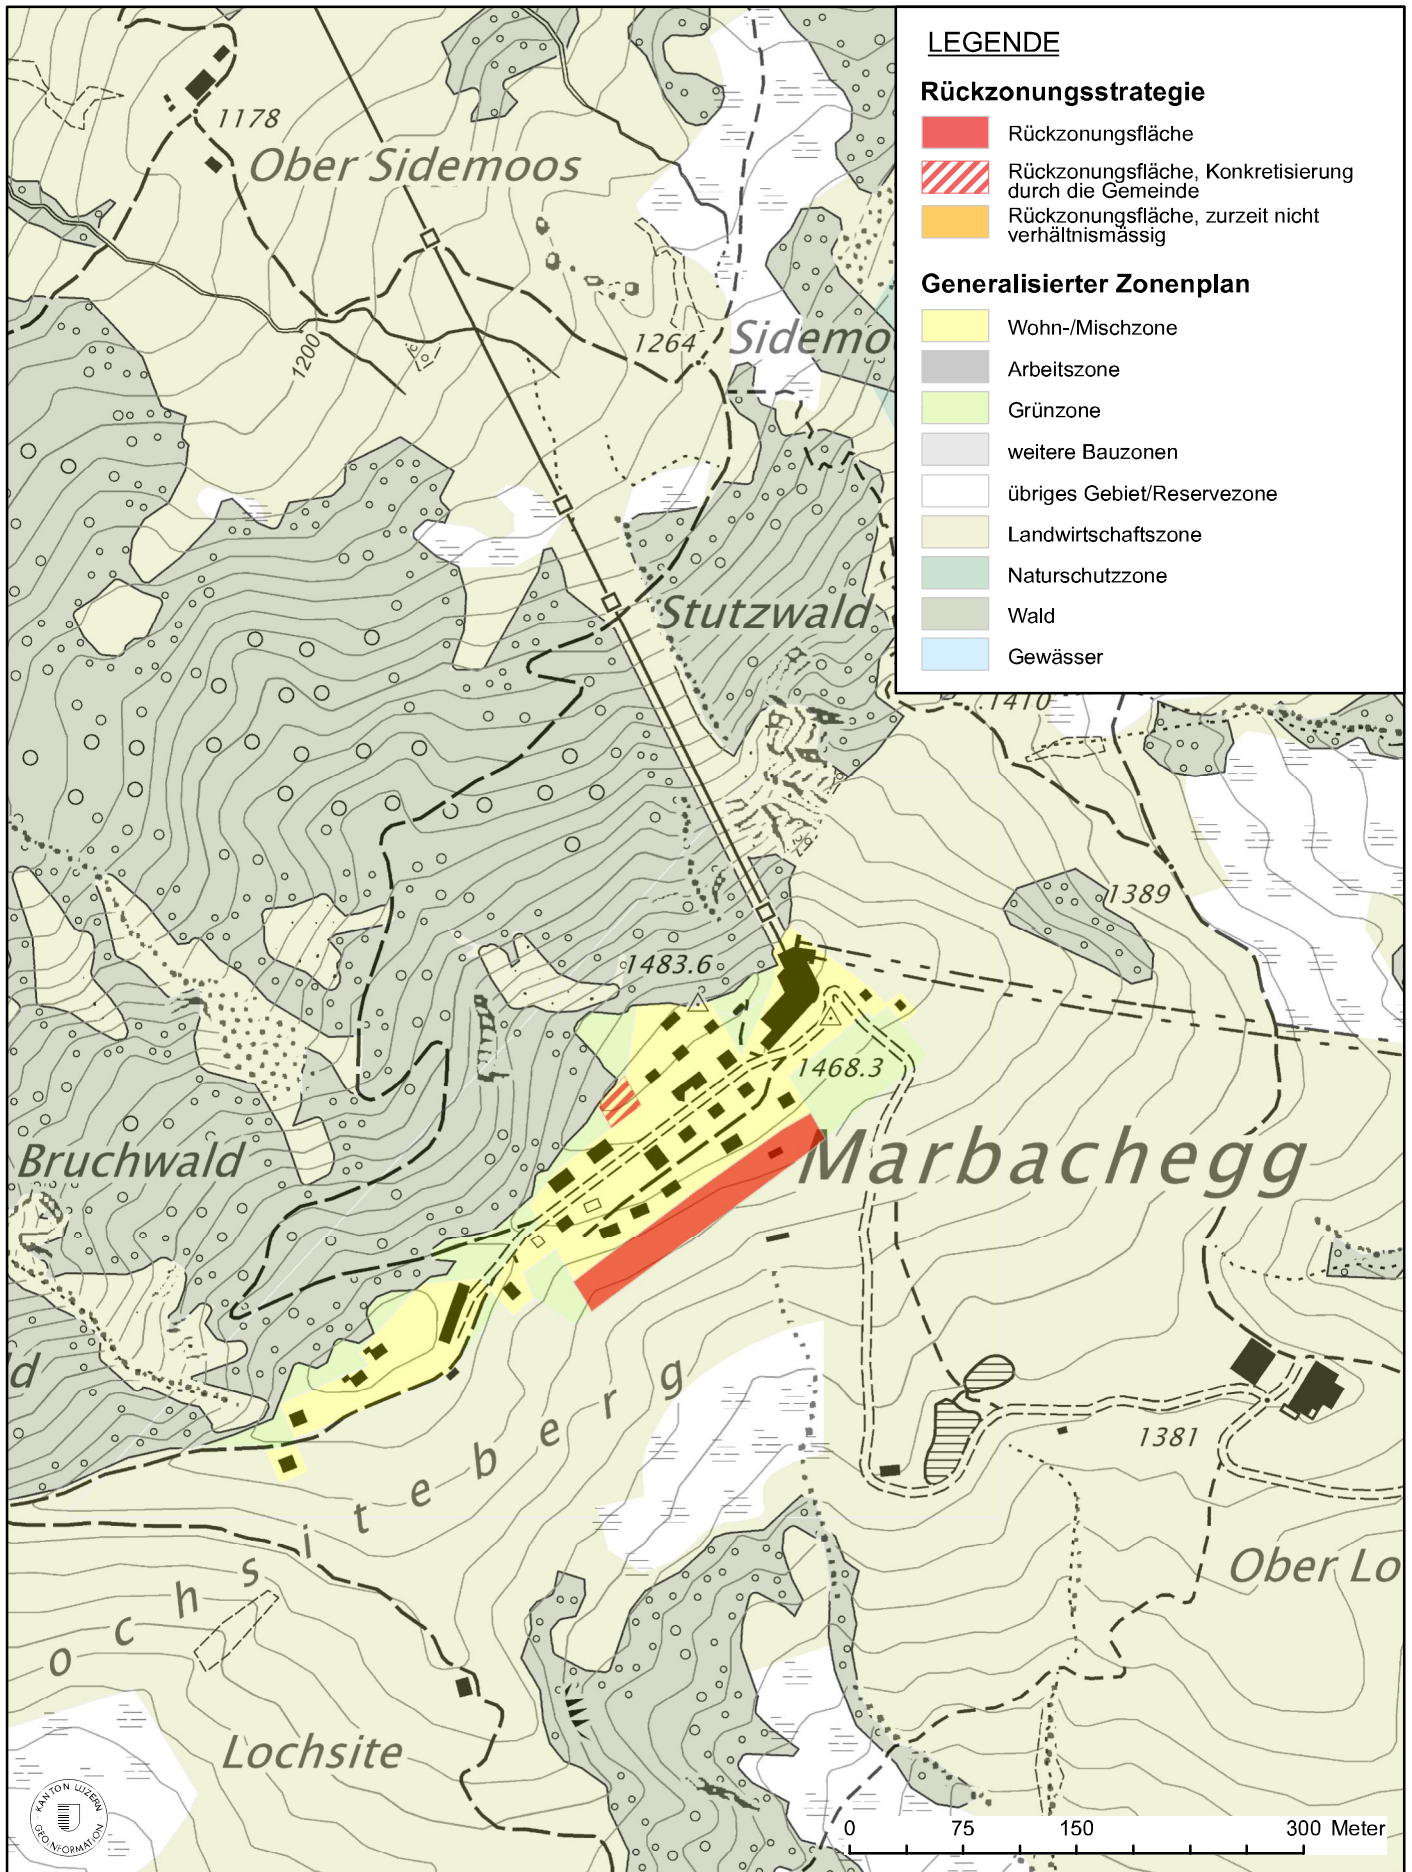 LEGENDE
Rückzonungsstrategie
Rückzonungsfläche
Rückzonungsfläche, Konkretisierung
durch die Gemeinde
Rückzonungsfläche, zurzeit nicht
verhältnismässig
Generalisierter Zonenplan
Wohn-/Mischzone
Arbeitszone
Grünzone
weitere Bauzonen
übriges Gebiet/Reservezone
Landwirtschaftszone
Naturschutzzone
Wald
Gewässer
1178
Ober Sidemoos
1200
1264
Sidemo
Stutzwald
1410
1389
1483.6
1468.3
Bruchwald
Marbachegg
d
1381
ochsiteberg
Ober Lo
Lochsite
KANTON LUZERN
GEOINFORMATION
0 75 150 300 Meter